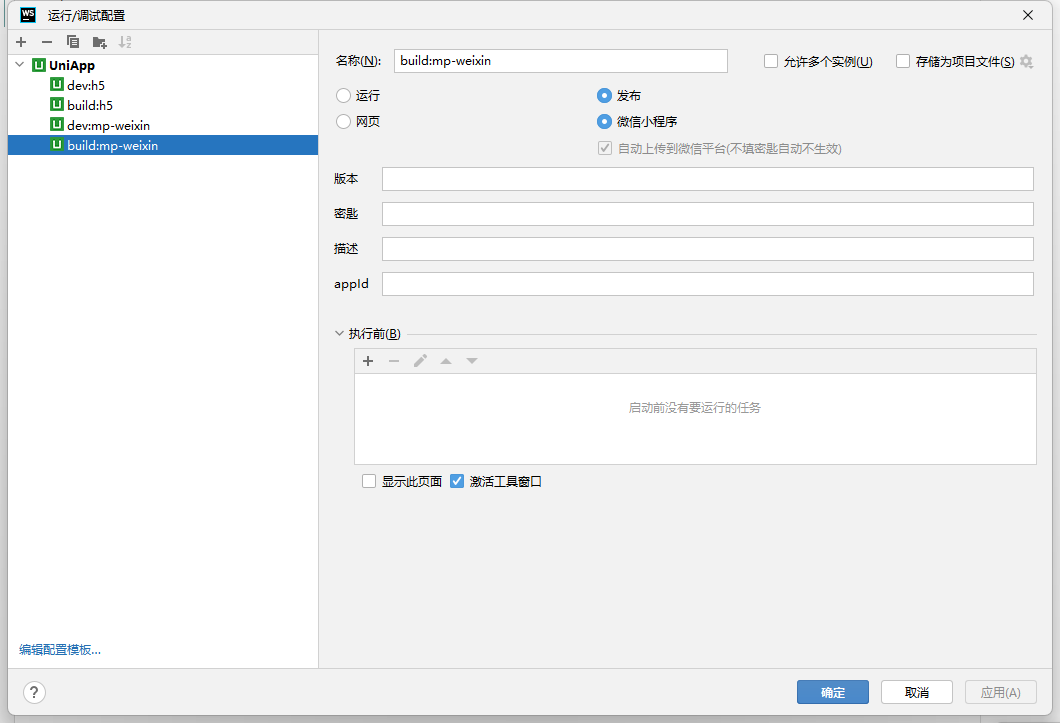 WS 运行/调试配置
UniApp
dev:h5
build:h5
dev:mp-weixin
build:mp-weixin
编辑配置模板...
名称(N): build:mp-weixin 允许多个实例(U) 存储为项目文件(S)
运行 发布
网页 微信小程序
自动上传到微信平台(不填密匙自动不生效)
版本
密匙
描述
appId
执行前(B)
启动前没有要运行的任务
显示此页面 激活工具窗口
? 确定 取消 应用(A)